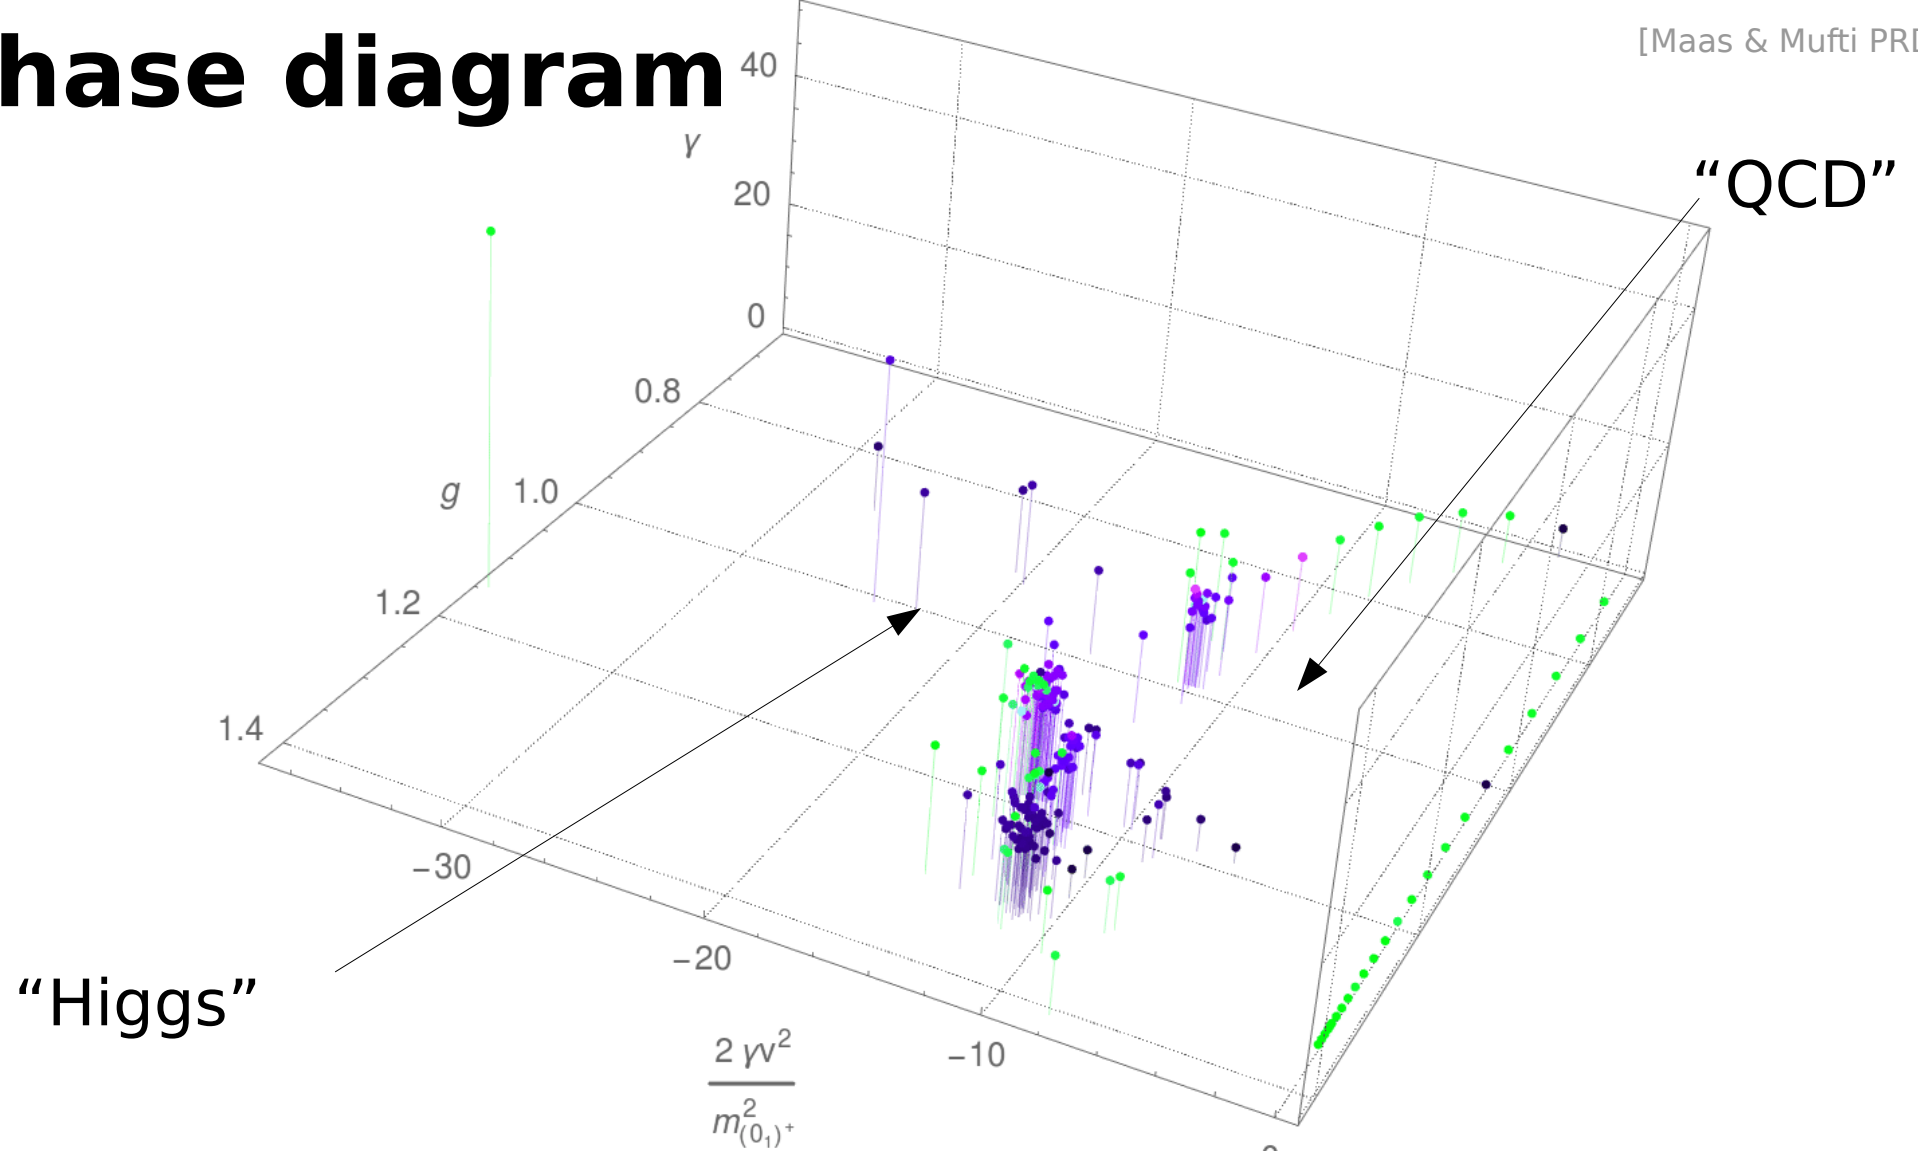 hase diagram
[Maas & Mufti PR
“QCD”
40
γ
20
0
0.8
g
1.0
1.2
1.4
−30
−20
−10
“Higgs”
2 γv²
m²(0₁)⁺